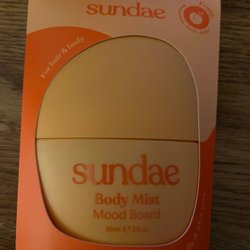 sundae
For hair & body
sundae
Body Mist
Mood Board
90ml ℮ 3 fl oz